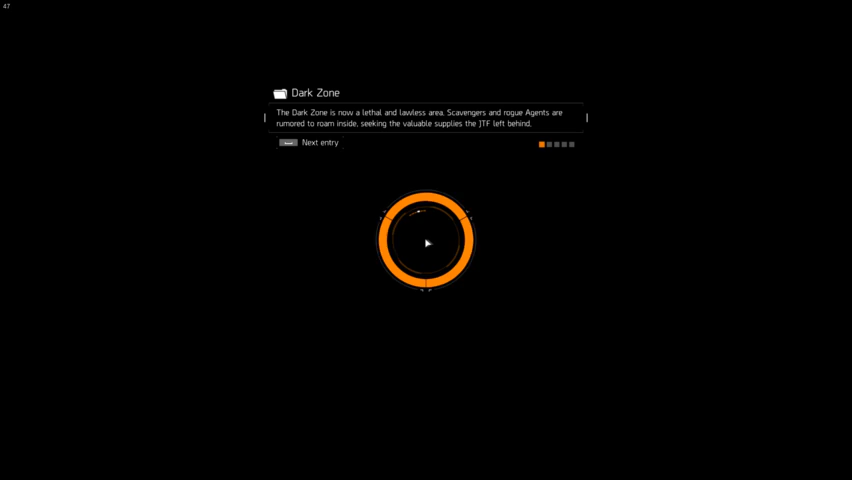 47
Dark Zone
The Dark Zone is now a lethal and lawless area. Scavengers and rogue Agents are
rumored to roam inside, seeking the valuable supplies the JTF left behind.
Next entry